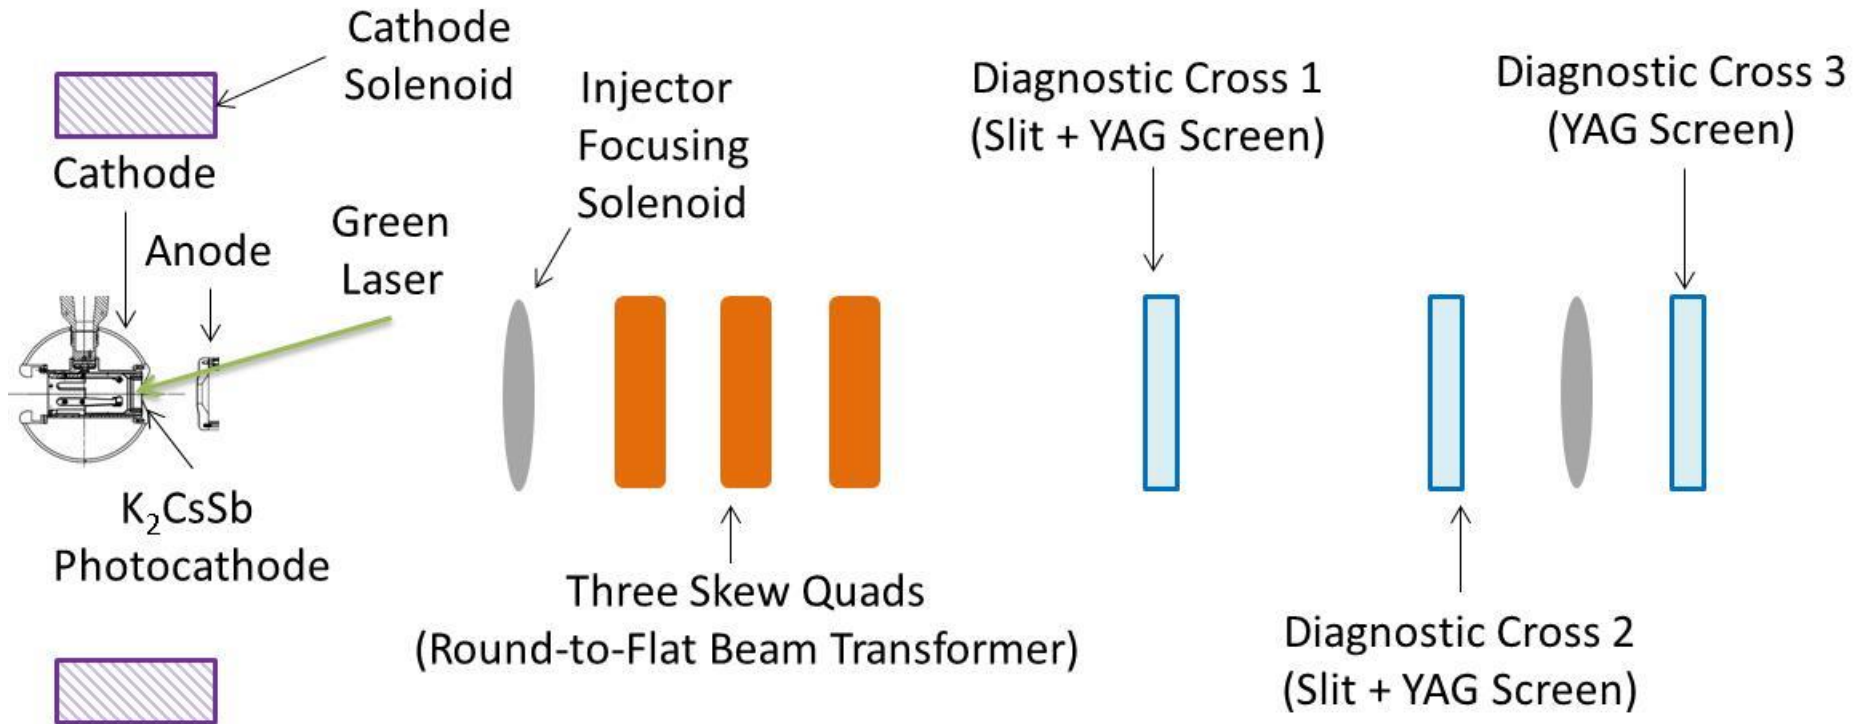 Cathode
Solenoid
Injector
Focusing
Solenoid
Diagnostic Cross 1
(Slit + YAG Screen)
Diagnostic Cross 3
(YAG Screen)
Cathode
Anode
Green
Laser
K₂CsSb
Photocathode
Three Skew Quads
(Round-to-Flat Beam Transformer)
Diagnostic Cross 2
(Slit + YAG Screen)